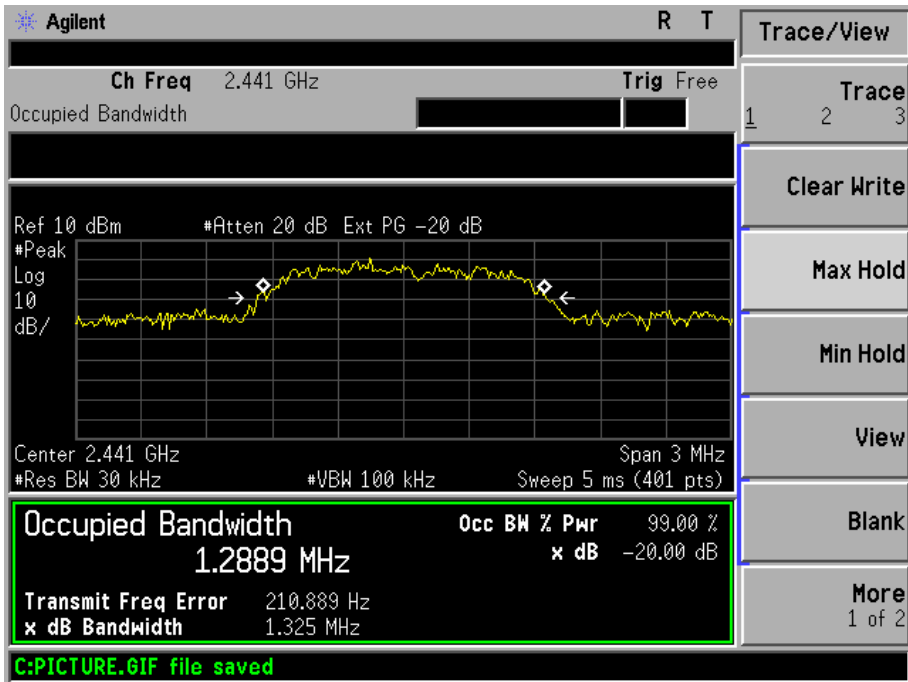 Agilent R T
Trace/View
Ch Freq 2.441 GHz Trig Free
Occupied Bandwidth
Trace
1 2 3
Clear Write
Ref 10 dBm #Atten 20 dB Ext PG -20 dB
#Peak
Log
10
dB/
Max Hold
Min Hold
View
Center 2.441 GHz Span 3 MHz
#Res BW 30 kHz #VBW 100 kHz Sweep 5 ms (401 pts)
Occupied Bandwidth Occ BW % Pwr 99.00 %
1.2889 MHz x dB -20.00 dB
Blank
Transmit Freq Error 210.889 Hz
x dB Bandwidth 1.325 MHz
More
1 of 2
C:PICTURE.GIF file saved